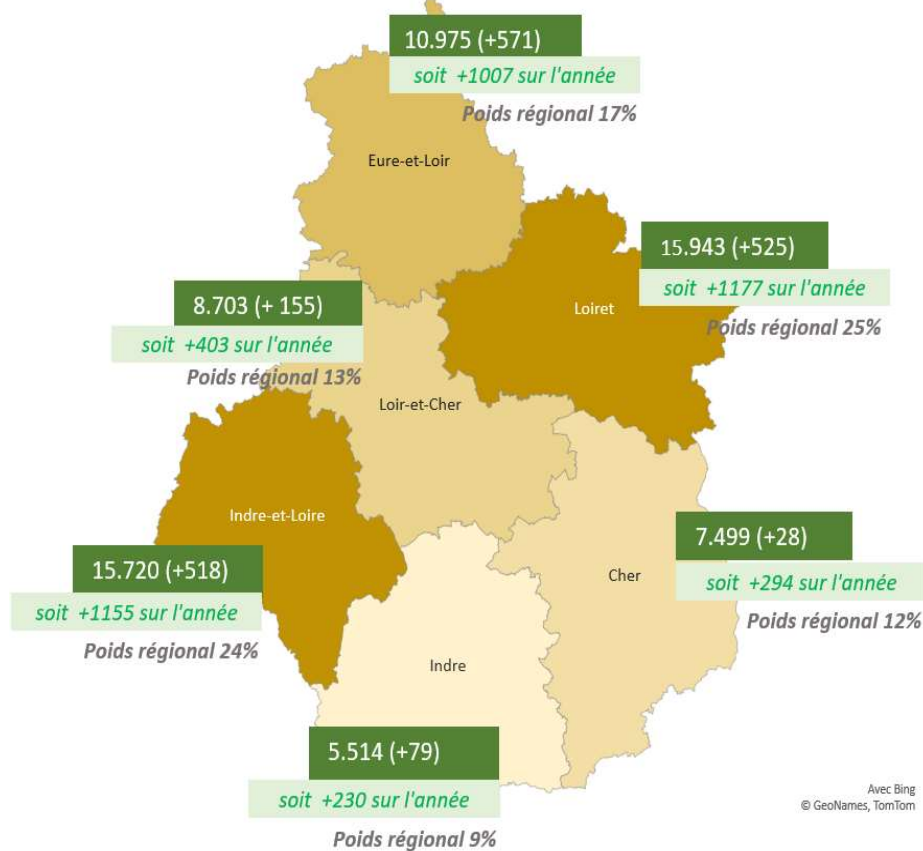 10.975 (+571)
soit +1007 sur l'année
Poids régional 17%
Eure-et-Loir
15.943 (+525)
soit +1177 sur l'année
Poids régional 25%
Loiret
8.703 (+ 155)
soit +403 sur l'année
Poids régional 13%
Loir-et-Cher
Indre-et-Loire
15.720 (+518)
soit +1155 sur l'année
Poids régional 24%
7.499 (+28)
soit +294 sur l'année
Poids régional 12%
Cher
Indre
5.514 (+79)
soit +230 sur l'année
Poids régional 9%
Avec Bing
© GeoNames, TomTom